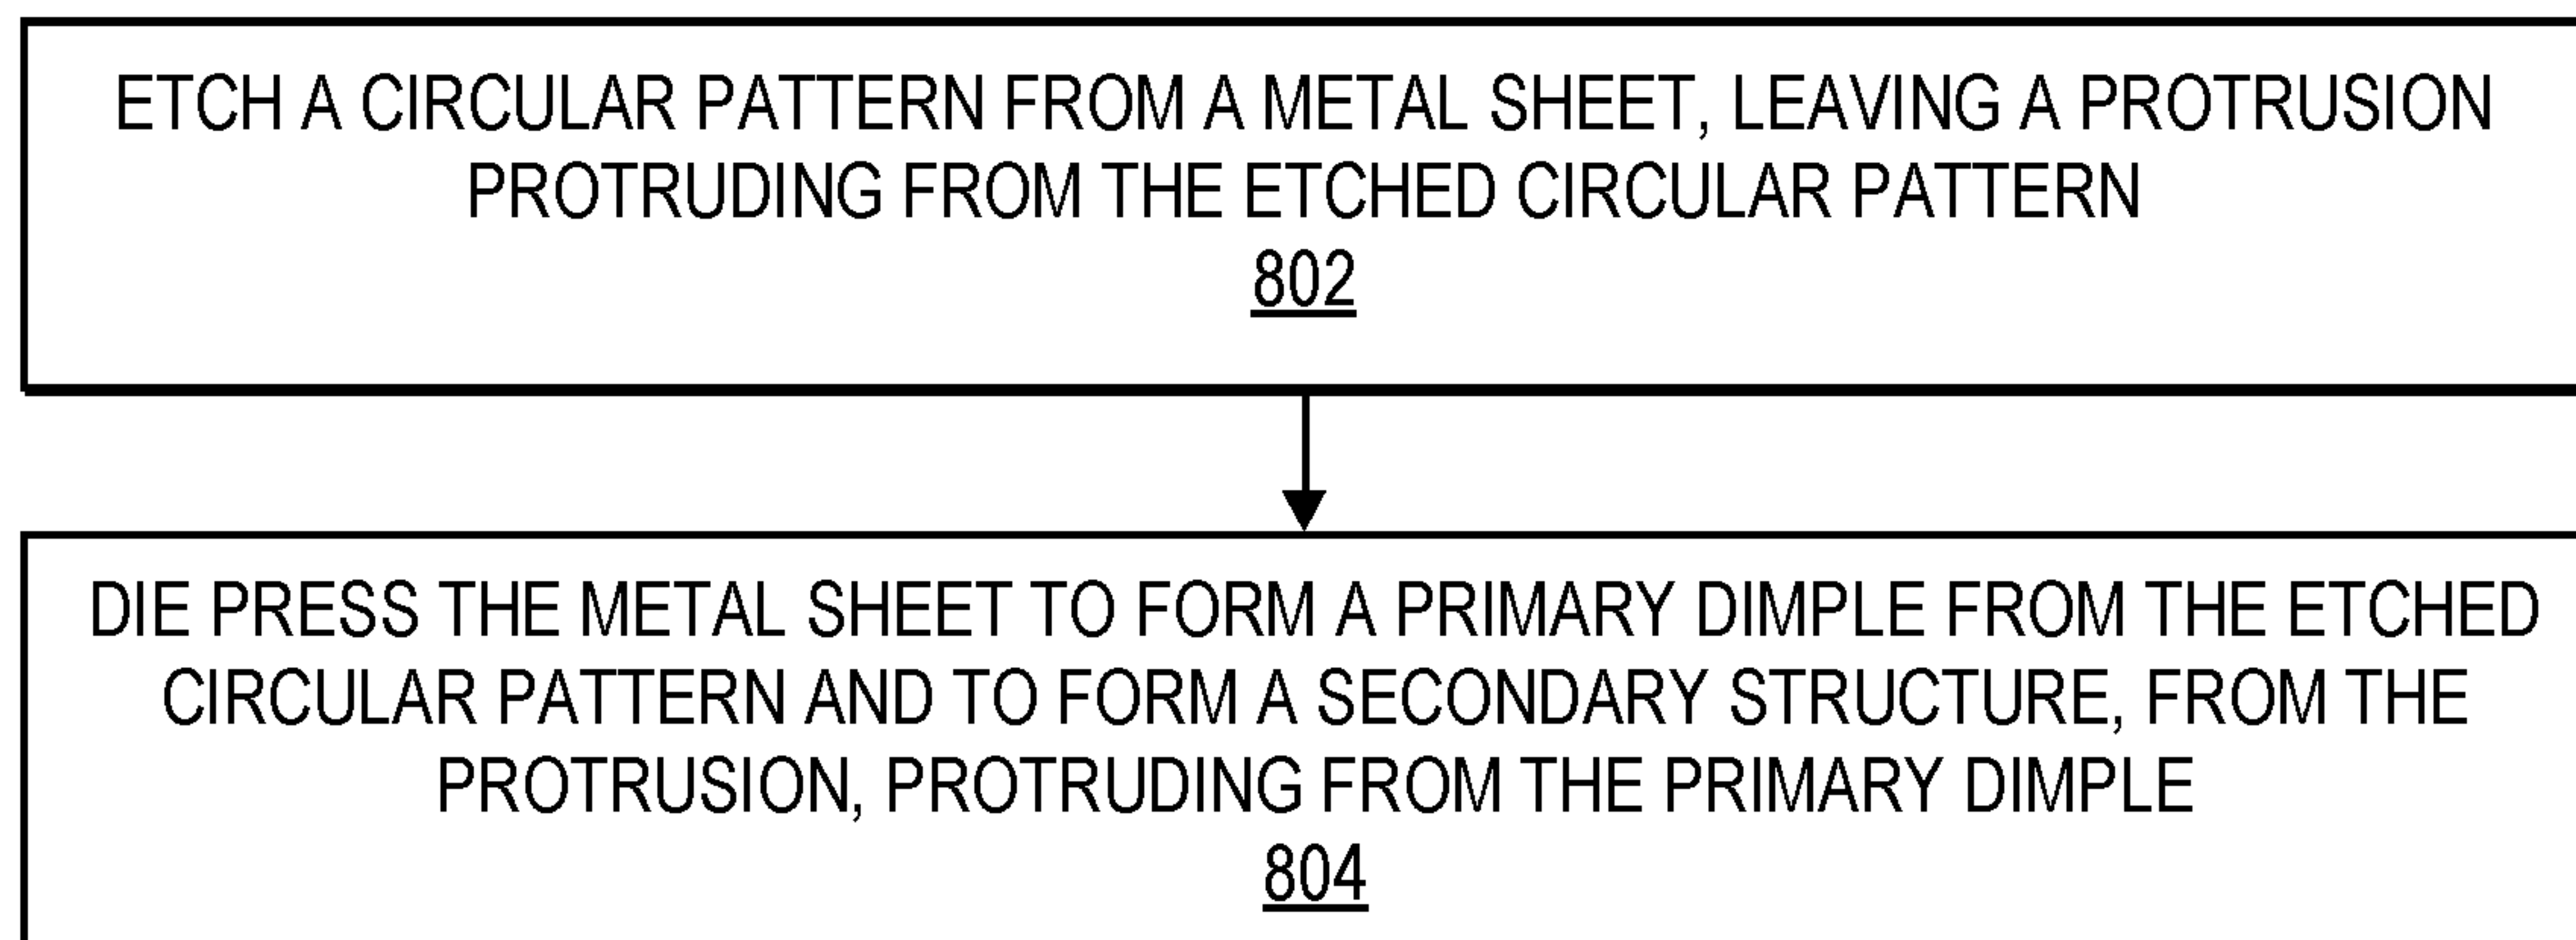 ETCH A CIRCULAR PATTERN FROM A METAL SHEET, LEAVING A PROTRUSION
PROTRUDING FROM THE ETCHED CIRCULAR PATTERN
802
DIE PRESS THE METAL SHEET TO FORM A PRIMARY DIMPLE FROM THE ETCHED
CIRCULAR PATTERN AND TO FORM A SECONDARY STRUCTURE, FROM THE
PROTRUSION, PROTRUDING FROM THE PRIMARY DIMPLE
804